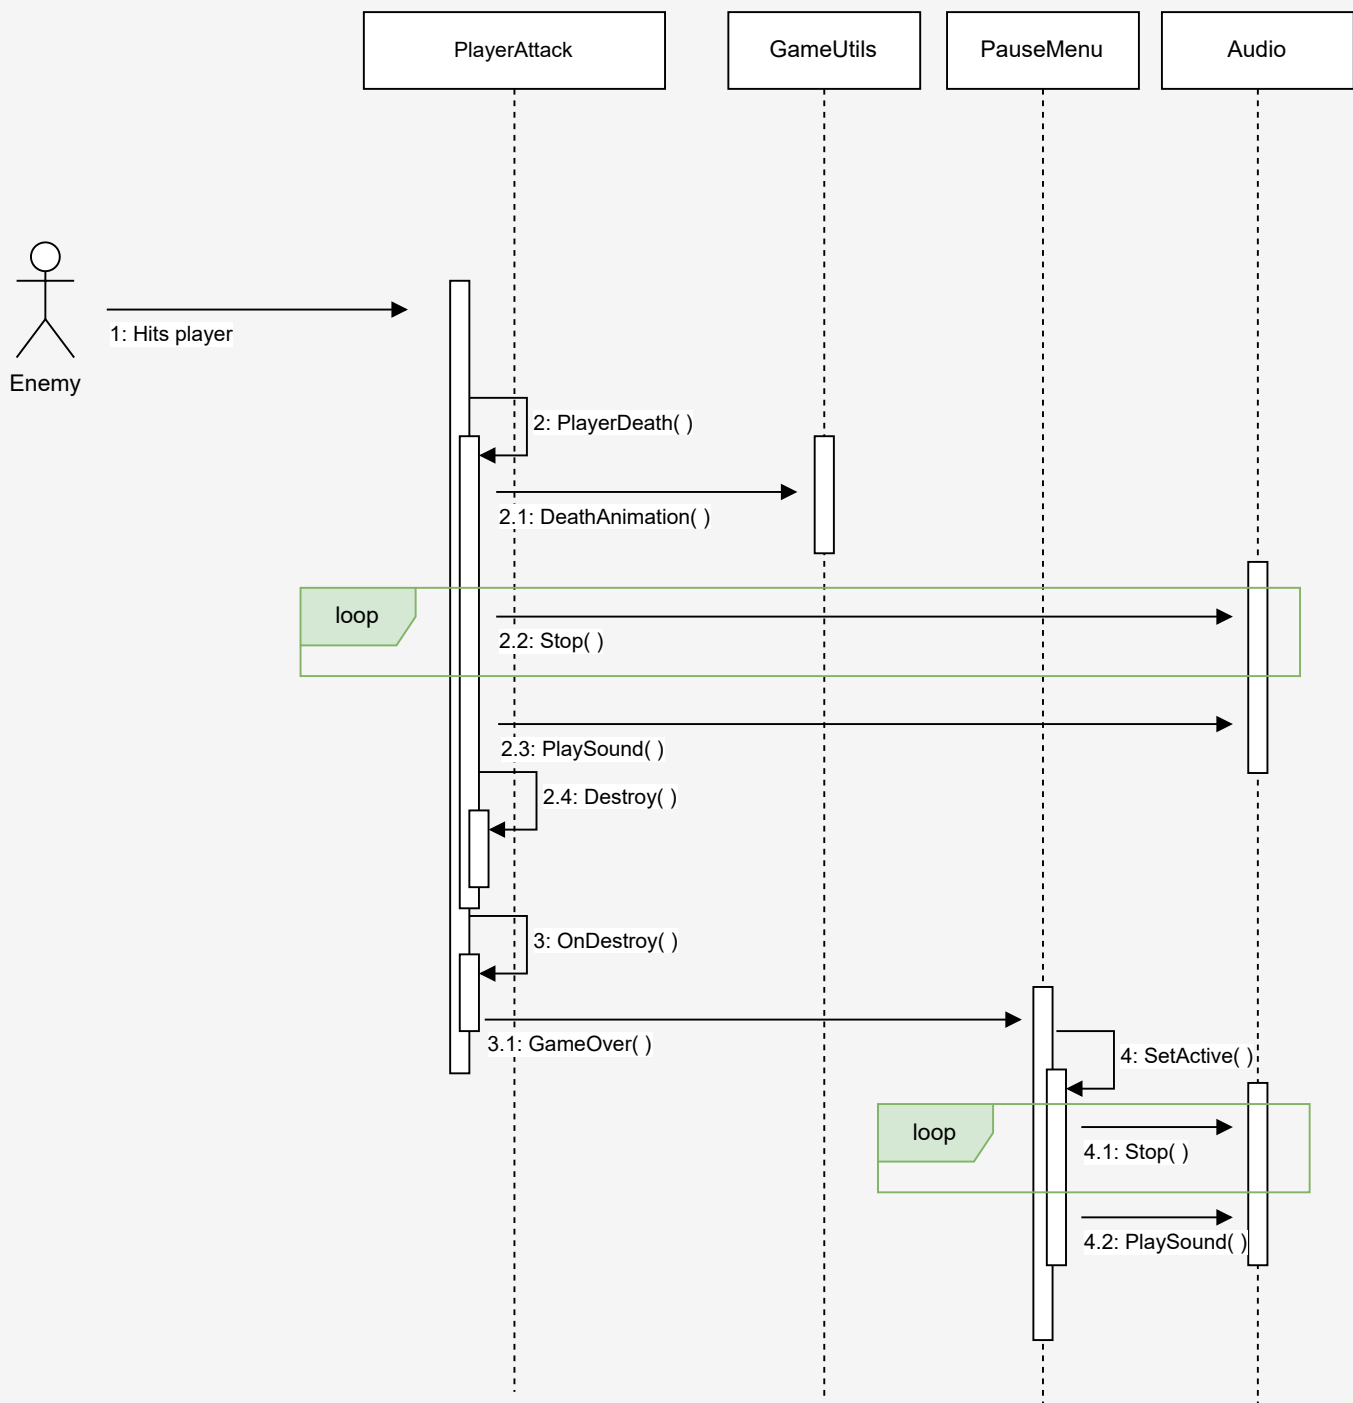 PlayerAttack
GameUtils
PauseMenu
Audio
1: Hits player
Enemy
2: PlayerDeath( )
2.1: DeathAnimation( )
loop
2.2: Stop( )
2.3: PlaySound( )
2.4: Destroy( )
3: OnDestroy( )
3.1: GameOver( )
4: SetActive( )
loop
4.1: Stop( )
4.2: PlaySound( )